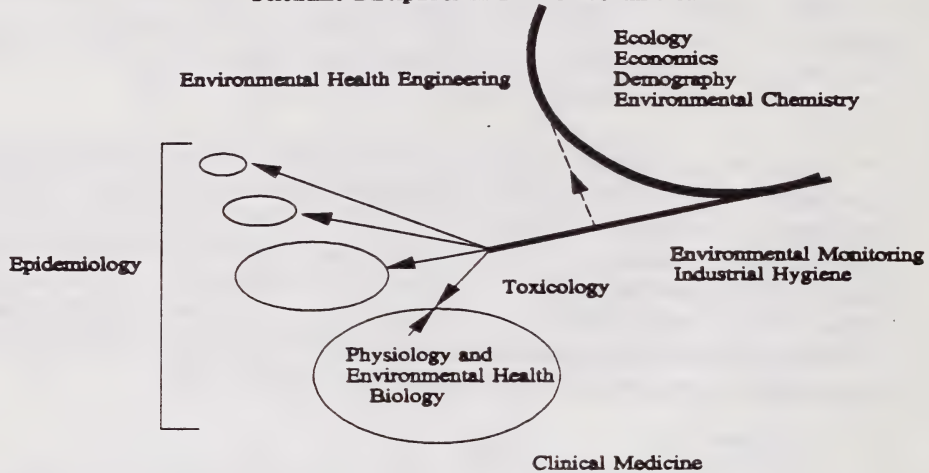 Environmental Health Engineering
Ecology
Economics
Demography
Environmental Chemistry
Epidemiology
Environmental Monitoring
Industrial Hygiene
Toxicology
Physiology and
Environmental Health
Biology
Clinical Medicine